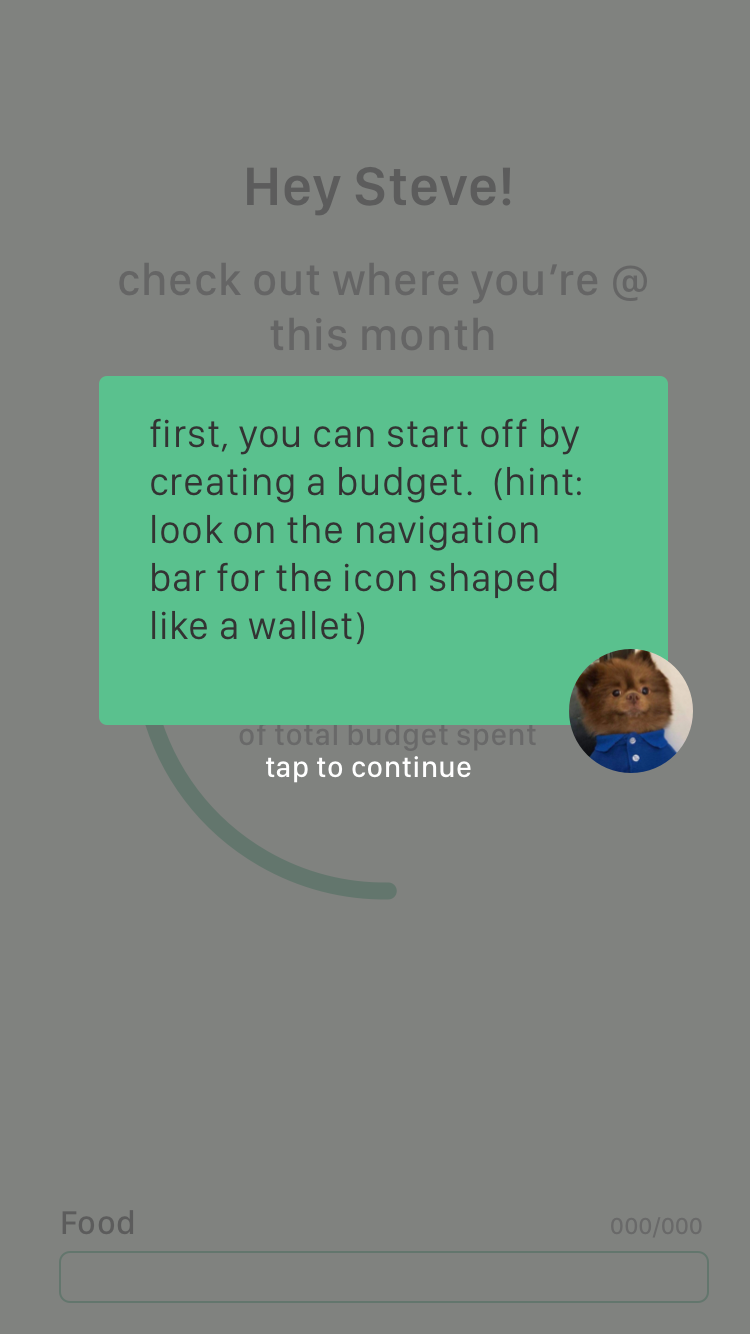 Hey Steve!
check out where you’re @
this month
first, you can start off by
creating a budget.  (hint:
look on the navigation
bar for the icon shaped
like a wallet)
of total budget spent
tap to continue
Food
000/000